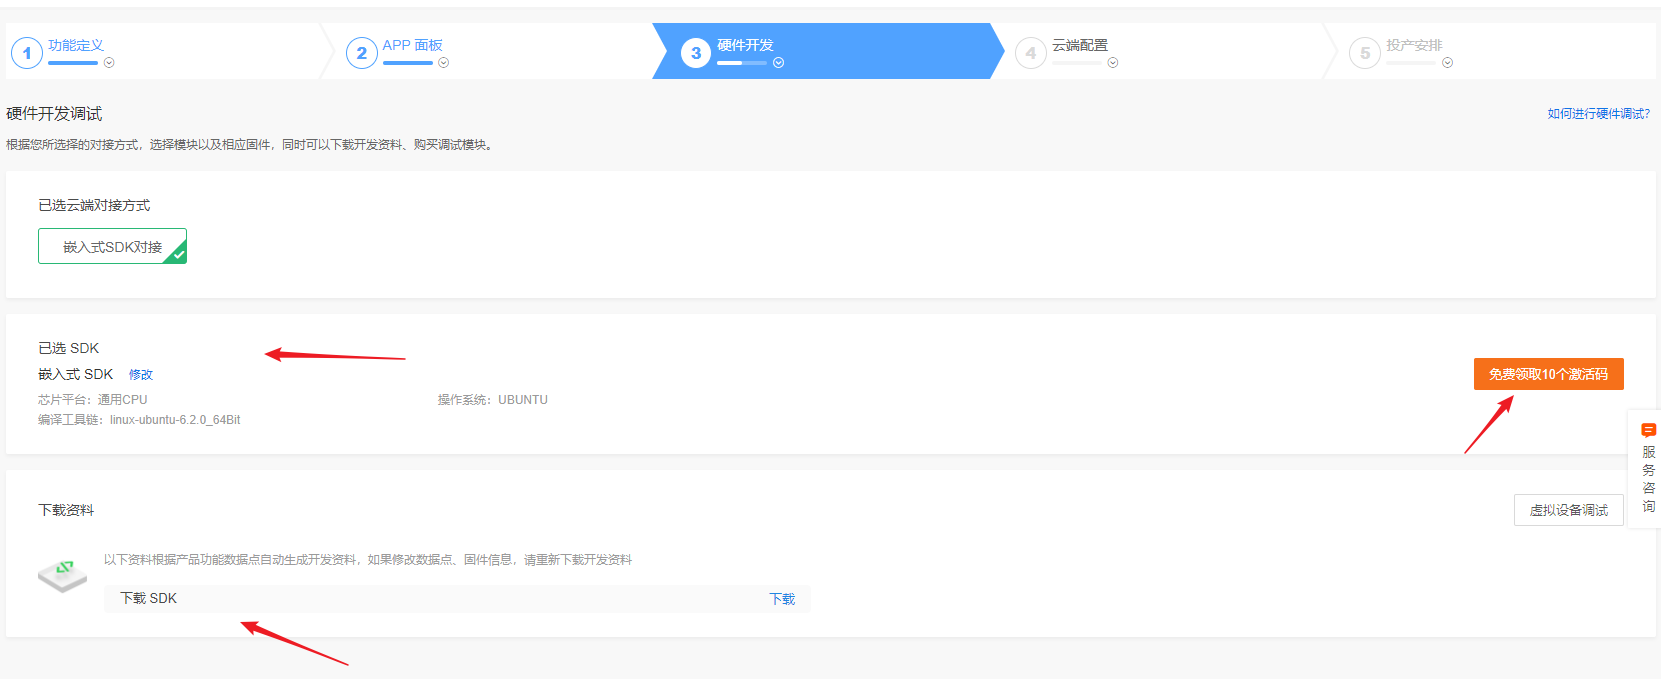 1 功能定义
2 APP 面板
3 硬件开发
4 云端配置
5 投产安排
硬件开发调试
如何进行硬件调试?
根据您所选择的对接方式，选择模块以及相应固件，同时可以下载开发资料、购买调试模块。
已选云端对接方式
嵌入式SDK对接
已选 SDK
嵌入式 SDK 修改
免费领取10个激活码
芯片平台：通用CPU 操作系统：UBUNTU
编译工具链：linux-ubuntu-6.2.0_64Bit
服务咨询
下载资料
虚拟设备调试
以下资料根据产品功能数据点自动生成开发资料，如果修改数据点、固件信息，请重新下载开发资料
下载 SDK 下载